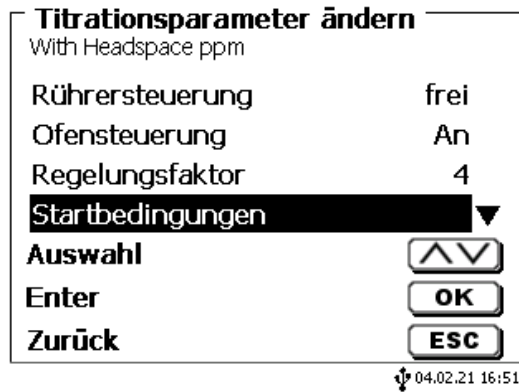 Titrationsparameter ändern
With Headspace ppm
Rührersteuerung frei
Ofensteuerung An
Regelungsfaktor 4
Startbedingungen
Auswahl
Enter OK
Zurück ESC
04.02.21 16:51